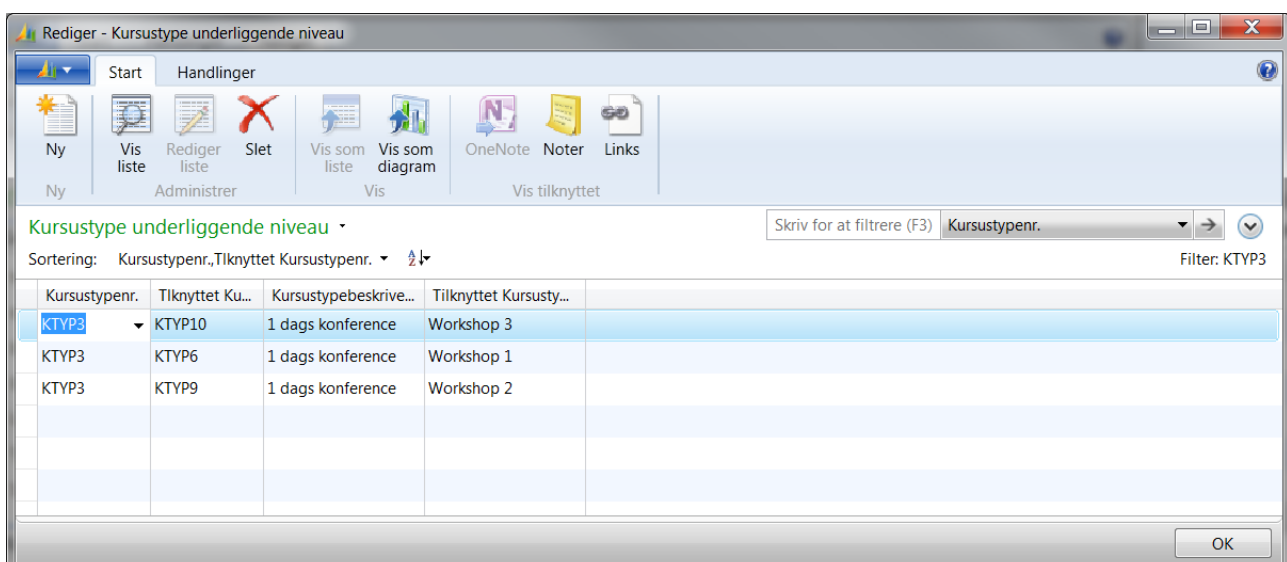 Rediger - Kursustype underliggende niveau
Start Handlinger
Ny Vis liste Rediger liste Slet Vis som liste Vis som diagram OneNote Noter Links
Ny Administrer Vis Vis tilknyttet
Kursustype underliggende niveau Skriv for at filtrere (F3) Kursustypenr.
Sortering: Kursustypenr.,Tlknyttet Kursustypenr. Filter: KTYP3
Kursustypenr. Tlknyttet Ku... Kursustypebeskrive... Tilknyttet Kursusty...
KTYP3 KTYP10 1 dags konference Workshop 3
KTYP3 KTYP6 1 dags konference Workshop 1
KTYP3 KTYP9 1 dags konference Workshop 2
OK